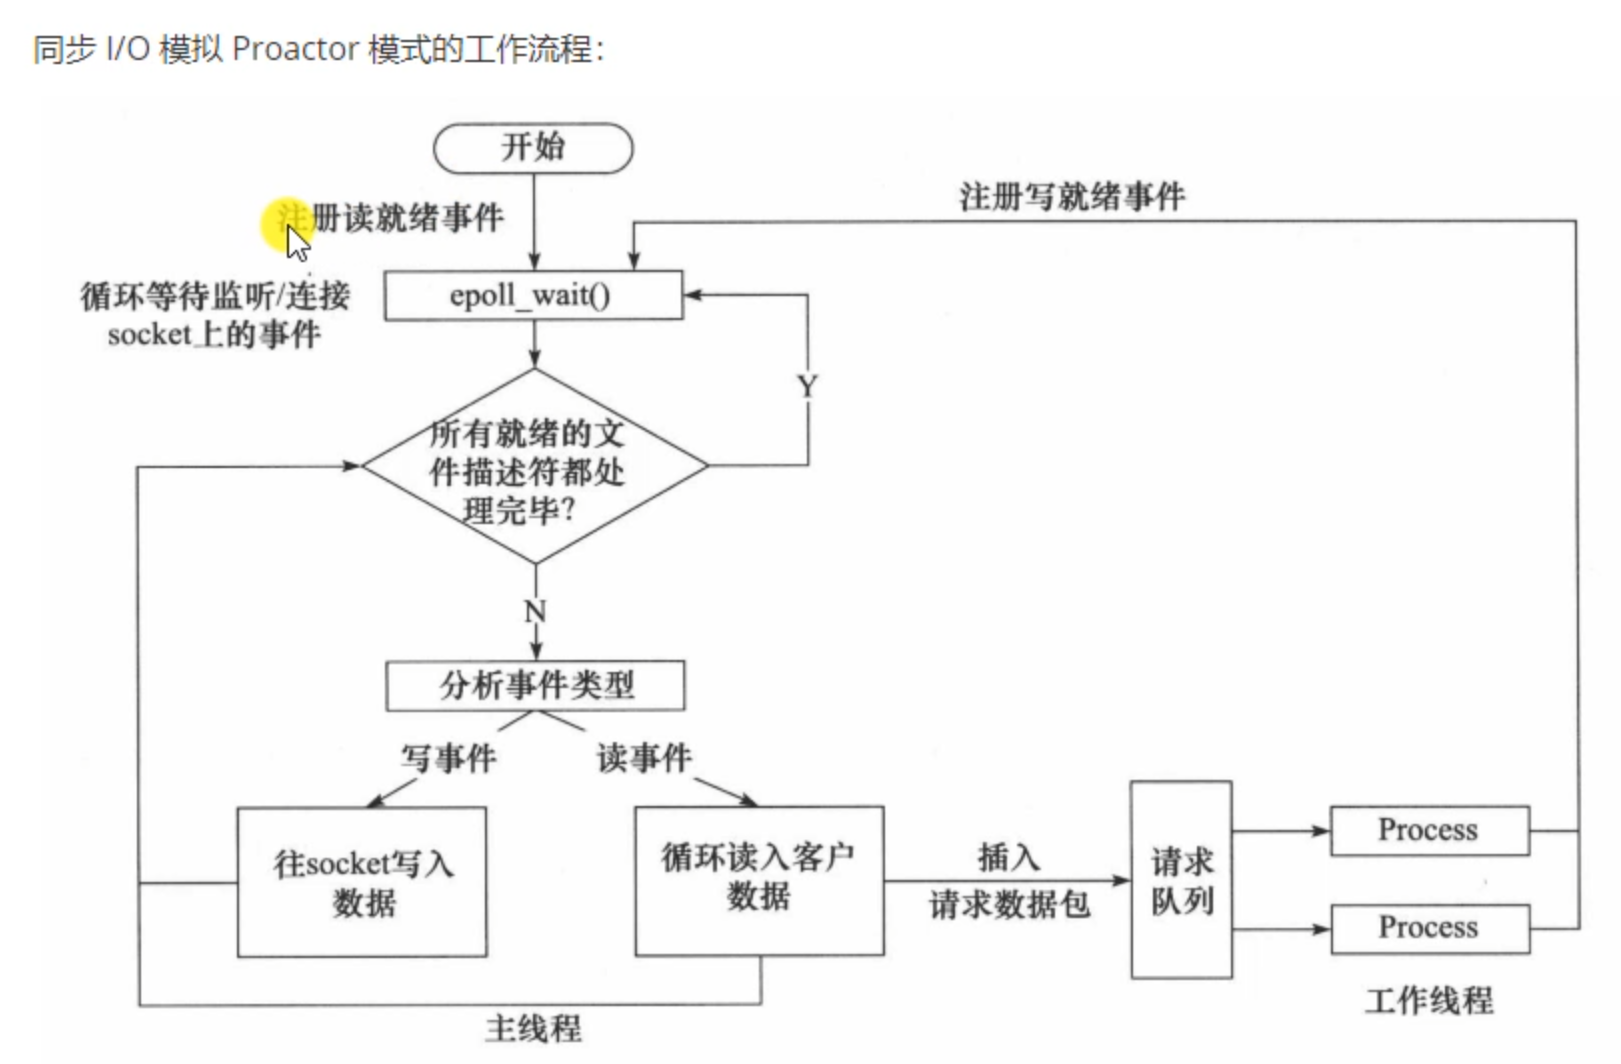 同步 I/O 模拟 Proactor 模式的工作流程：
开始
注册读就绪事件
注册写就绪事件
循环等待监听/连接
socket上的事件
epoll_wait()
Y
所有就绪的文
件描述符都处
理完毕？
N
分析事件类型
写事件
读事件
往socket写入
数据
循环读入客户
数据
插入
请求数据包
请求
队列
Process
Process
工作线程
主线程